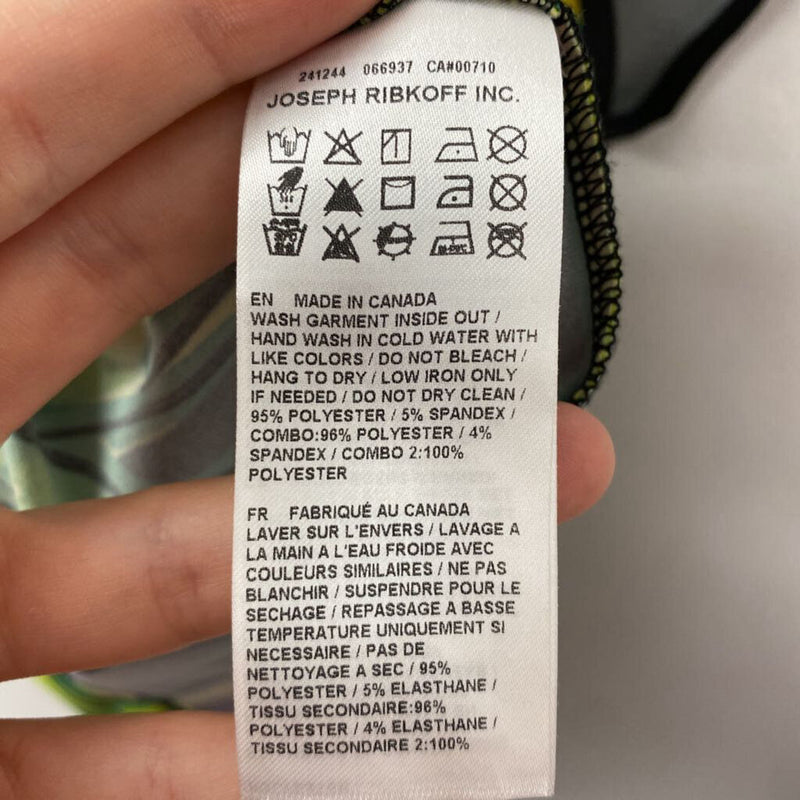 241244 066937 CA#00710
JOSEPH RIBKOFF INC.
EN MADE IN CANADA
WASH GARMENT INSIDE OUT /
HAND WASH IN COLD WATER WITH
LIKE COLORS / DO NOT BLEACH /
HANG TO DRY / LOW IRON ONLY
IF NEEDED / DO NOT DRY CLEAN /
95% POLYESTER / 5% SPANDEX /
COMBO:96% POLYESTER / 4%
SPANDEX / COMBO 2:100%
POLYESTER
FR FABRIQUÉ AU CANADA
LAVER SUR L'ENVERS / LAVAGE A
LA MAIN A L'EAU FROIDE AVEC
COULEURS SIMILAIRES / NE PAS
BLANCHIR / SUSPENDRE POUR LE
SECHAGE / REPASSAGE A BASSE
TEMPERATURE UNIQUEMENT SI
NECESSAIRE / PAS DE
NETTOYAGE A SEC / 95%
POLYESTER / 5% ELASTHANE /
TISSU SECONDAIRE:96%
POLYESTER / 4% ELASTHANE /
TISSU SECONDAIRE 2:100%